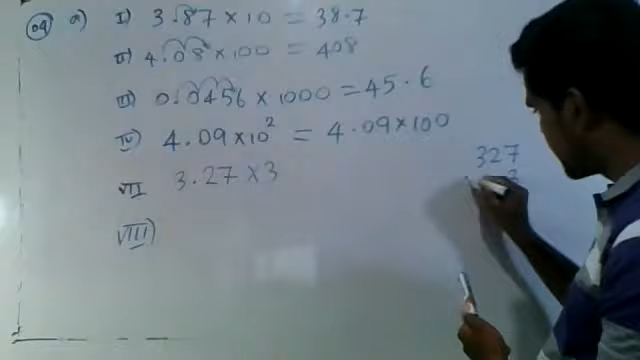 04 a) I) 3.87 × 10 = 38.7
II) 4.08 × 100 = 408
III) 0.0456 × 1000 = 45.6
IV) 4.09 × 10² = 4.09 × 100
VII 3.27 × 3
327
3
VIII)